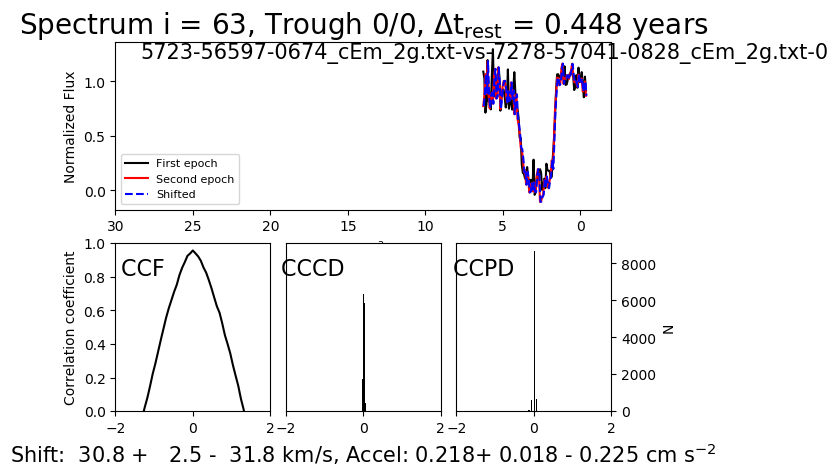 Spectrum i = 63, Trough 0/0, Δt_rest = 0.448 years
5723-56597-0674_cEm_2g.txt-vs-7278-57041-0828_cEm_2g.txt-0
Normalized Flux
1.0
0.5
0.0
First epoch
Second epoch
Shifted
30 25 20 15 10 5 0
Correlation coefficient
1.0
0.8
0.6
0.4
0.2
0.0
CCF
CCCD
CCPD
8000
6000
4000
2000
0
N
−2 0 2
−2 0 2
−2 0 2
Shift: 30.8 + 2.5 - 31.8 km/s, Accel: 0.218+ 0.018 - 0.225 cm s⁻²